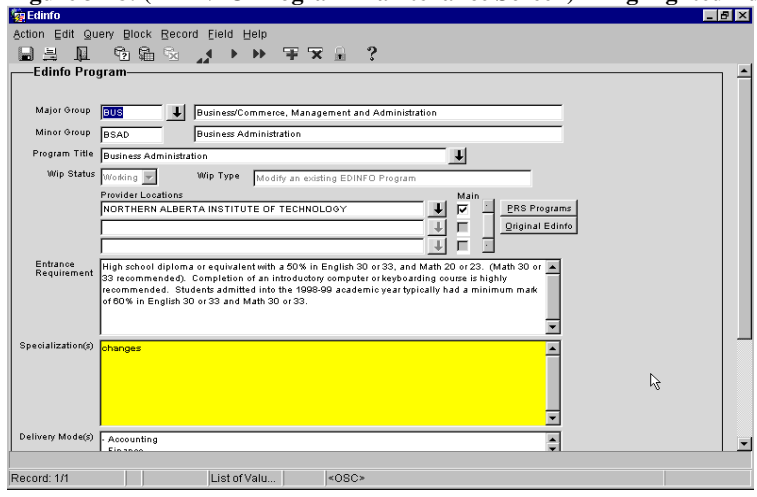 Edinfo
Action Edit Query Block Record Field Help
Edinfo Program
Major Group BUS Business/Commerce, Management and Administration
Minor Group BSAD Business Administration
Program Title Business Administration
Wip Status Working Wip Type Modify an existing EDINFO Program
Provider Locations Main
NORTHERN ALBERTA INSTITUTE OF TECHNOLOGY
PRS Programs
Original Edinfo
Entrance
Requirement
High school diploma or equivalent with a 50% in English 30 or 33, and Math 20 or 23. (Math 30 or
33 recommended). Completion of an introductory computer or keyboarding course is highly
recommended. Students admitted into the 1998-99 academic year typically had a minimum mark
of 60% in English 30 or 33 and Math 30 or 33.
Specialization(s) changes
Delivery Mode(s) - Accounting
Record: 1/1 List of Valu... <OSC>